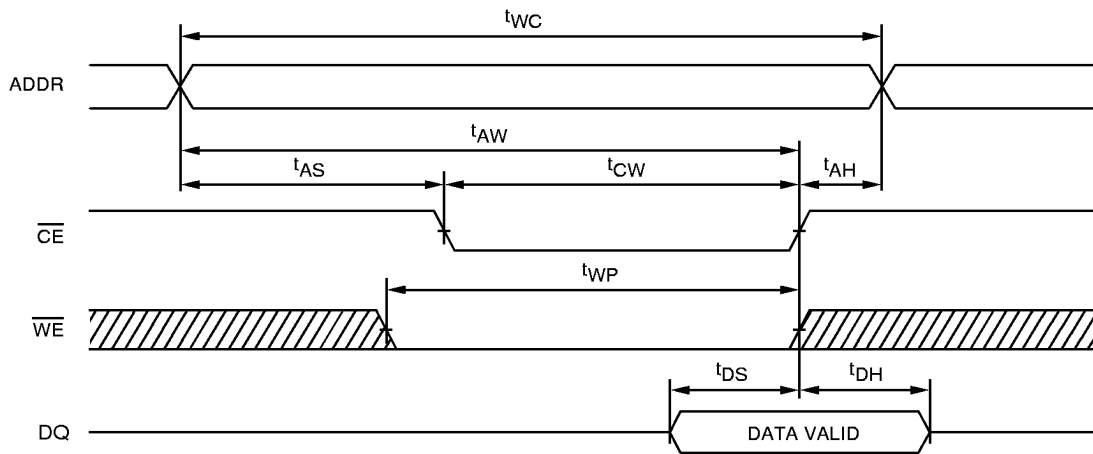 tWC
ADDR
tAW
tAS tCW tAH
CE
tWP
WE
tDS tDH
DQ DATA VALID